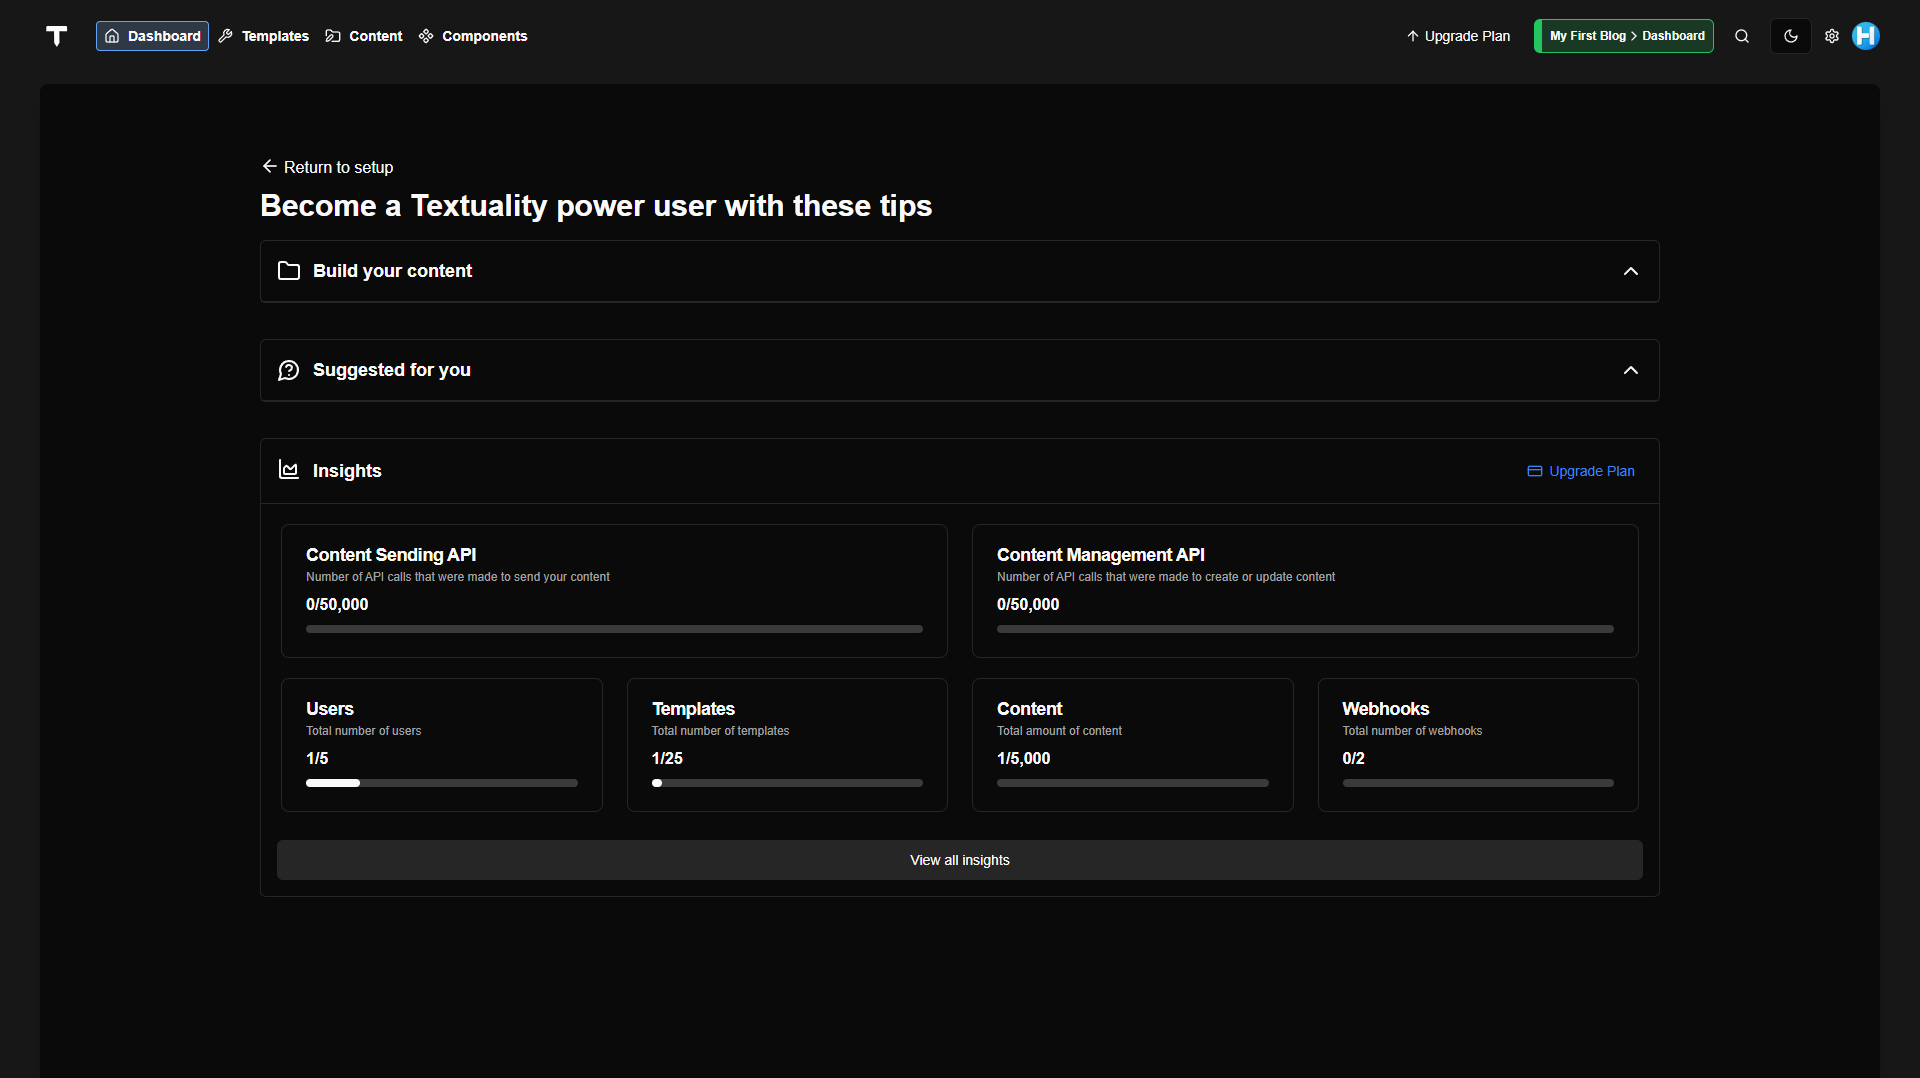 Dashboard
Templates
Content
Components
Upgrade Plan
My First Blog > Dashboard
Return to setup
Become a Textuality power user with these tips
Build your content
Suggested for you
Insights
Upgrade Plan
Content Sending API
Number of API calls that were made to send your content
0/50,000
Content Management API
Number of API calls that were made to create or update content
0/50,000
Users
Total number of users
1/5
Templates
Total number of templates
1/25
Content
Total amount of content
1/5,000
Webhooks
Total number of webhooks
0/2
View all insights